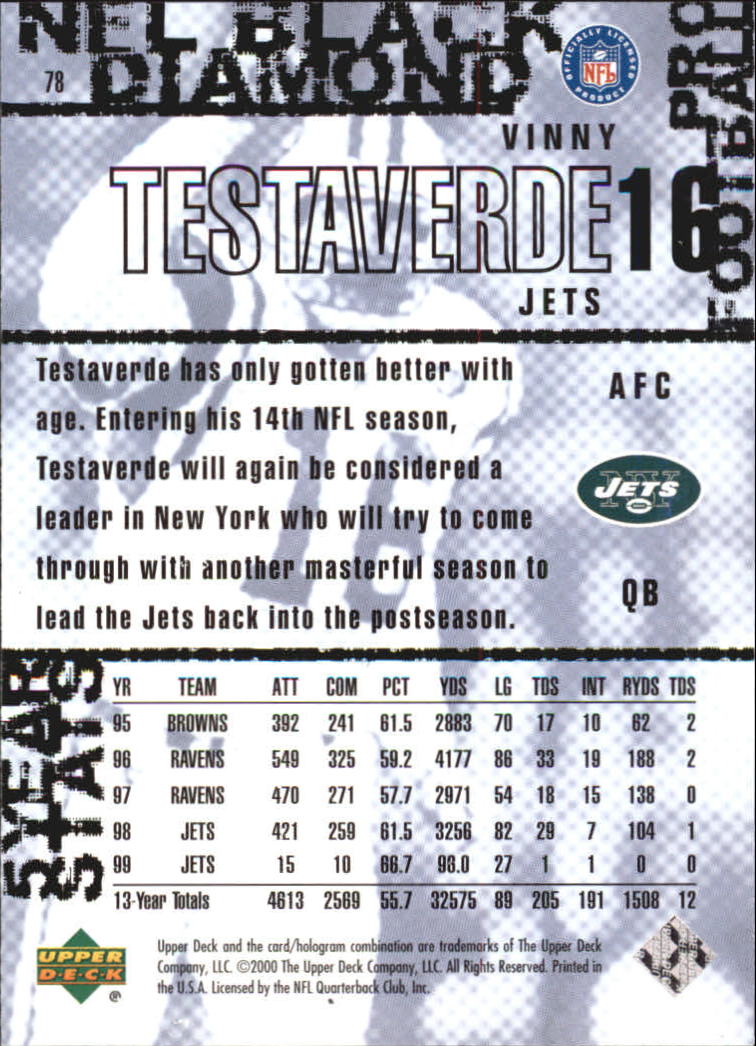 NFL BLACK
DIAMOND
PRO
FOOTBALL
78
OFFICIALLY LICENSED
NFL
PRODUCT
VINNY
TESTAVERDE 16
JETS
Testaverde has only gotten better with
age. Entering his 14th NFL season,
Testaverde will again be considered a
leader in New York who will try to come
through with another masterful season to
lead the Jets back into the postseason.
AFC
NY
JETS
QB
5 YEAR
STATS
YR TEAM ATT COM PCT YDS LG TDS INT RYDS TDS
95 BROWNS 392 241 61.5 2883 70 17 10 62 2
96 RAVENS 549 325 59.2 4177 86 33 19 188 2
97 RAVENS 470 271 57.7 2971 54 18 15 138 0
98 JETS 421 259 61.5 3256 82 29 7 104 1
99 JETS 15 10 66.7 96.0 27 1 1 0 0
13-Year Totals 4613 2569 55.7 32575 89 205 191 1508 12
UPPER
D·E·C·K
®
Upper Deck and the card/hologram combination are trademarks of The Upper Deck
Company, LLC. ©2000 The Upper Deck Company, LLC. All Rights Reserved. Printed in
the U.S.A. Licensed by the NFL Quarterback Club, Inc.